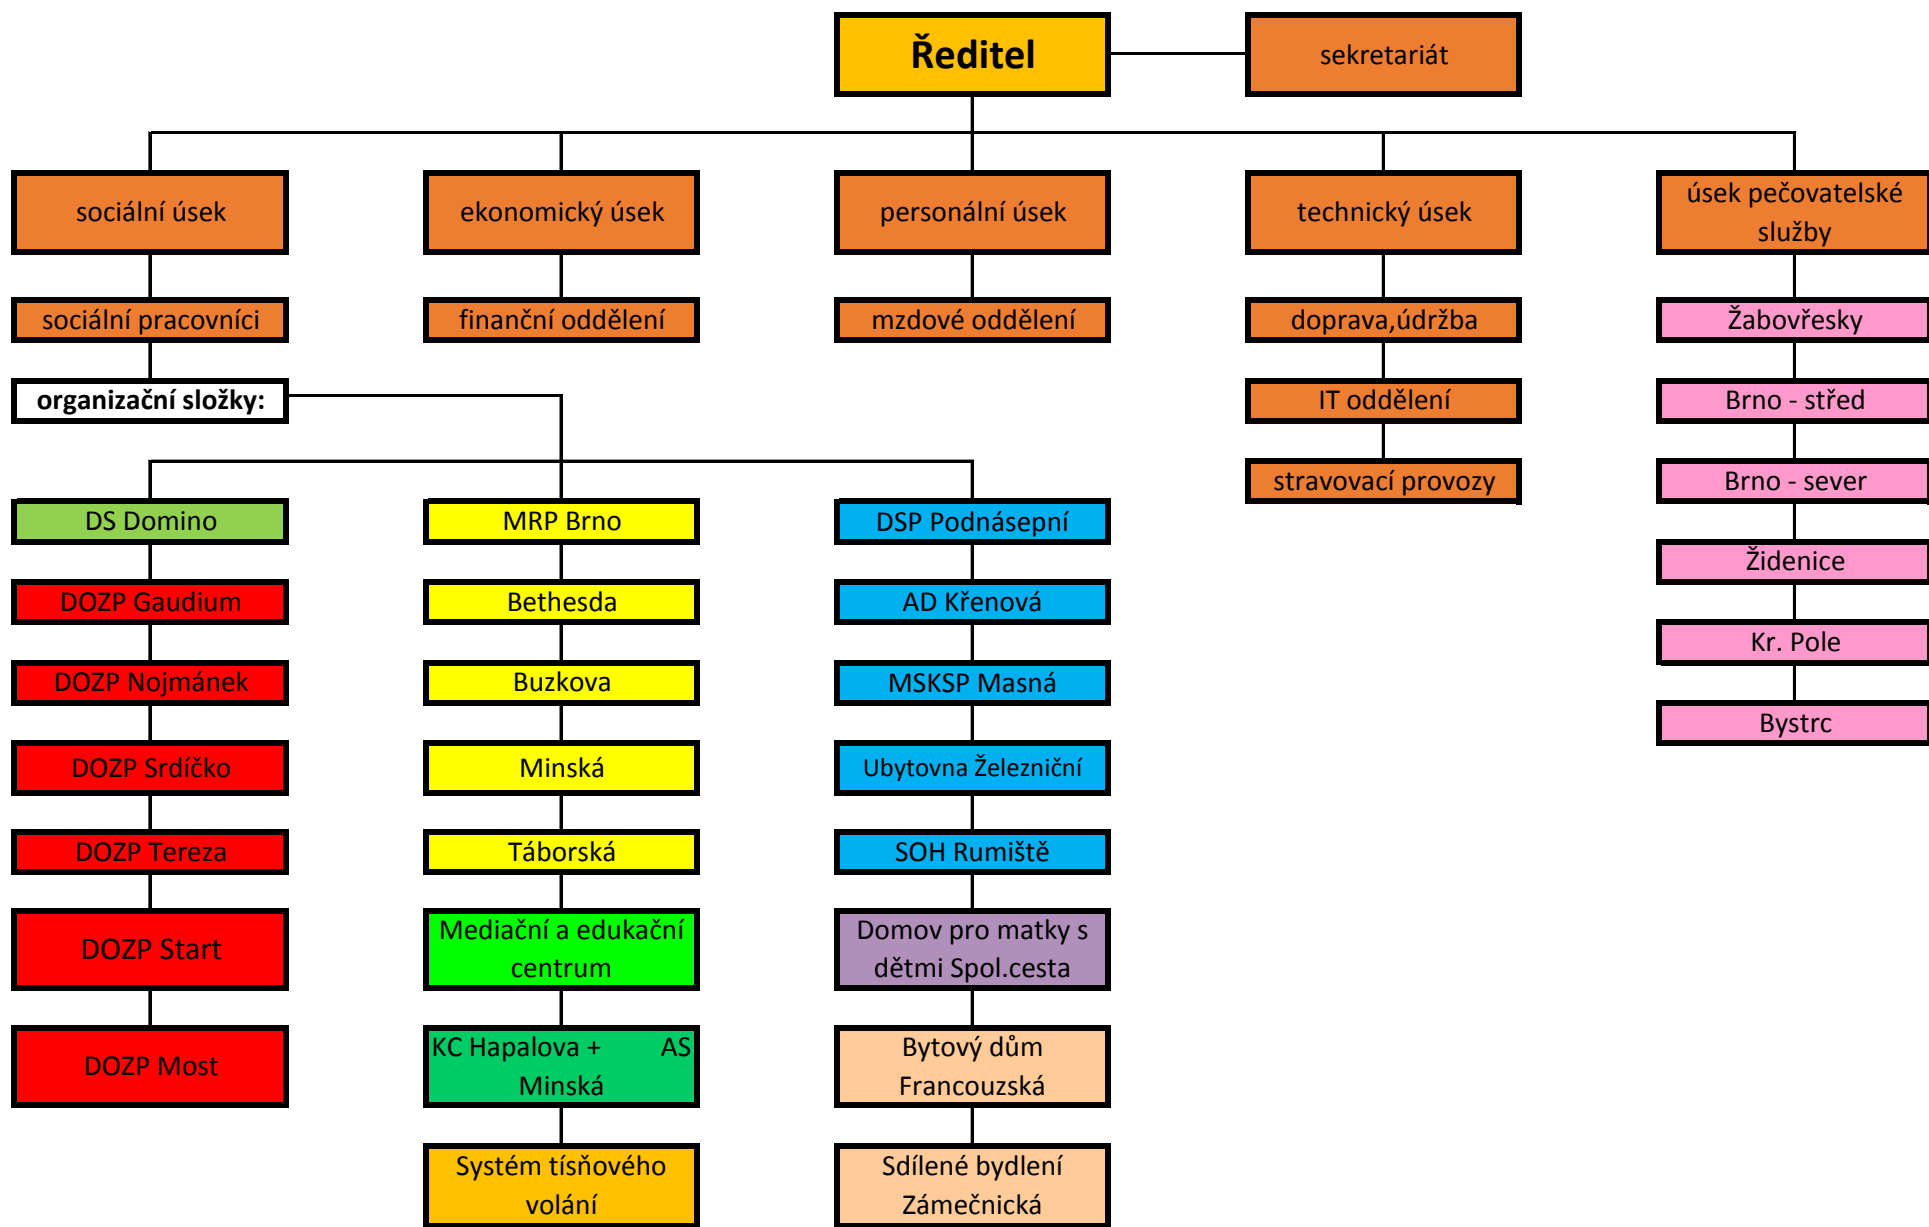 Ředitel
sekretariát
sociální úsek
ekonomický úsek
personální úsek
technický úsek
úsek pečovatelské
služby
sociální pracovníci
finanční oddělení
mzdové oddělení
doprava,údržba
Žabovřesky
organizační složky:
IT oddělení
Brno - střed
stravovací provozy
Brno - sever
DS Domino
MRP Brno
DSP Podnásepní
Židenice
DOZP Gaudium
Bethesda
AD Křenová
Kr. Pole
DOZP Nojmánek
Buzkova
MSKSP Masná
Bystrc
DOZP Srdíčko
Minská
Ubytovna Železniční
DOZP Tereza
Táborská
SOH Rumiště
DOZP Start
Mediační a edukační
centrum
Domov pro matky s
dětmi Spol.cesta
DOZP Most
KC Hapalova + AS
Minská
Bytový dům
Francouzská
Systém tísňového
volání
Sdílené bydlení
Zámečnická